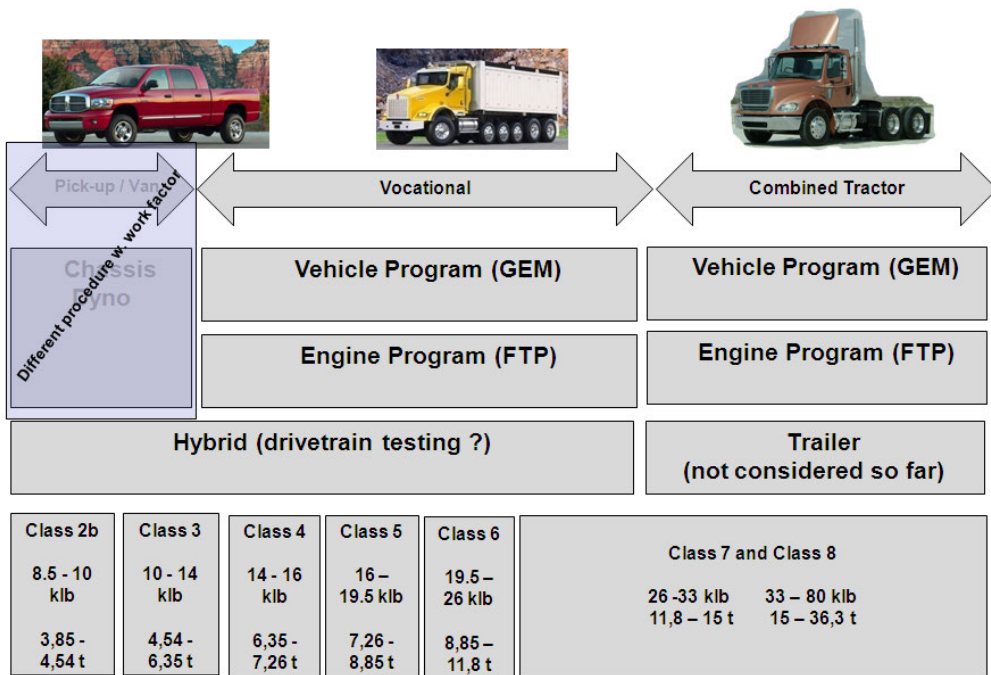 Pick-up / Van
Vocational
Combined Tractor
Different procedure w. work factor
Chassis
Dyno
Vehicle Program (GEM)
Vehicle Program (GEM)
Engine Program (FTP)
Engine Program (FTP)
Hybrid (drivetrain testing ?)
Trailer
(not considered so far)
Class 2b
8.5 - 10
klb
3,85 -
4,54 t
Class 3
10 - 14
klb
4,54 -
6,35 t
Class 4
14 - 16
klb
6,35 -
7,26 t
Class 5
16 –
19.5 klb
7,26 -
8,85 t
Class 6
19.5 –
26 klb
8,85 –
11,8 t
Class 7 and Class 8
26 -33 klb 33 – 80 klb
11,8 – 15 t 15 – 36,3 t